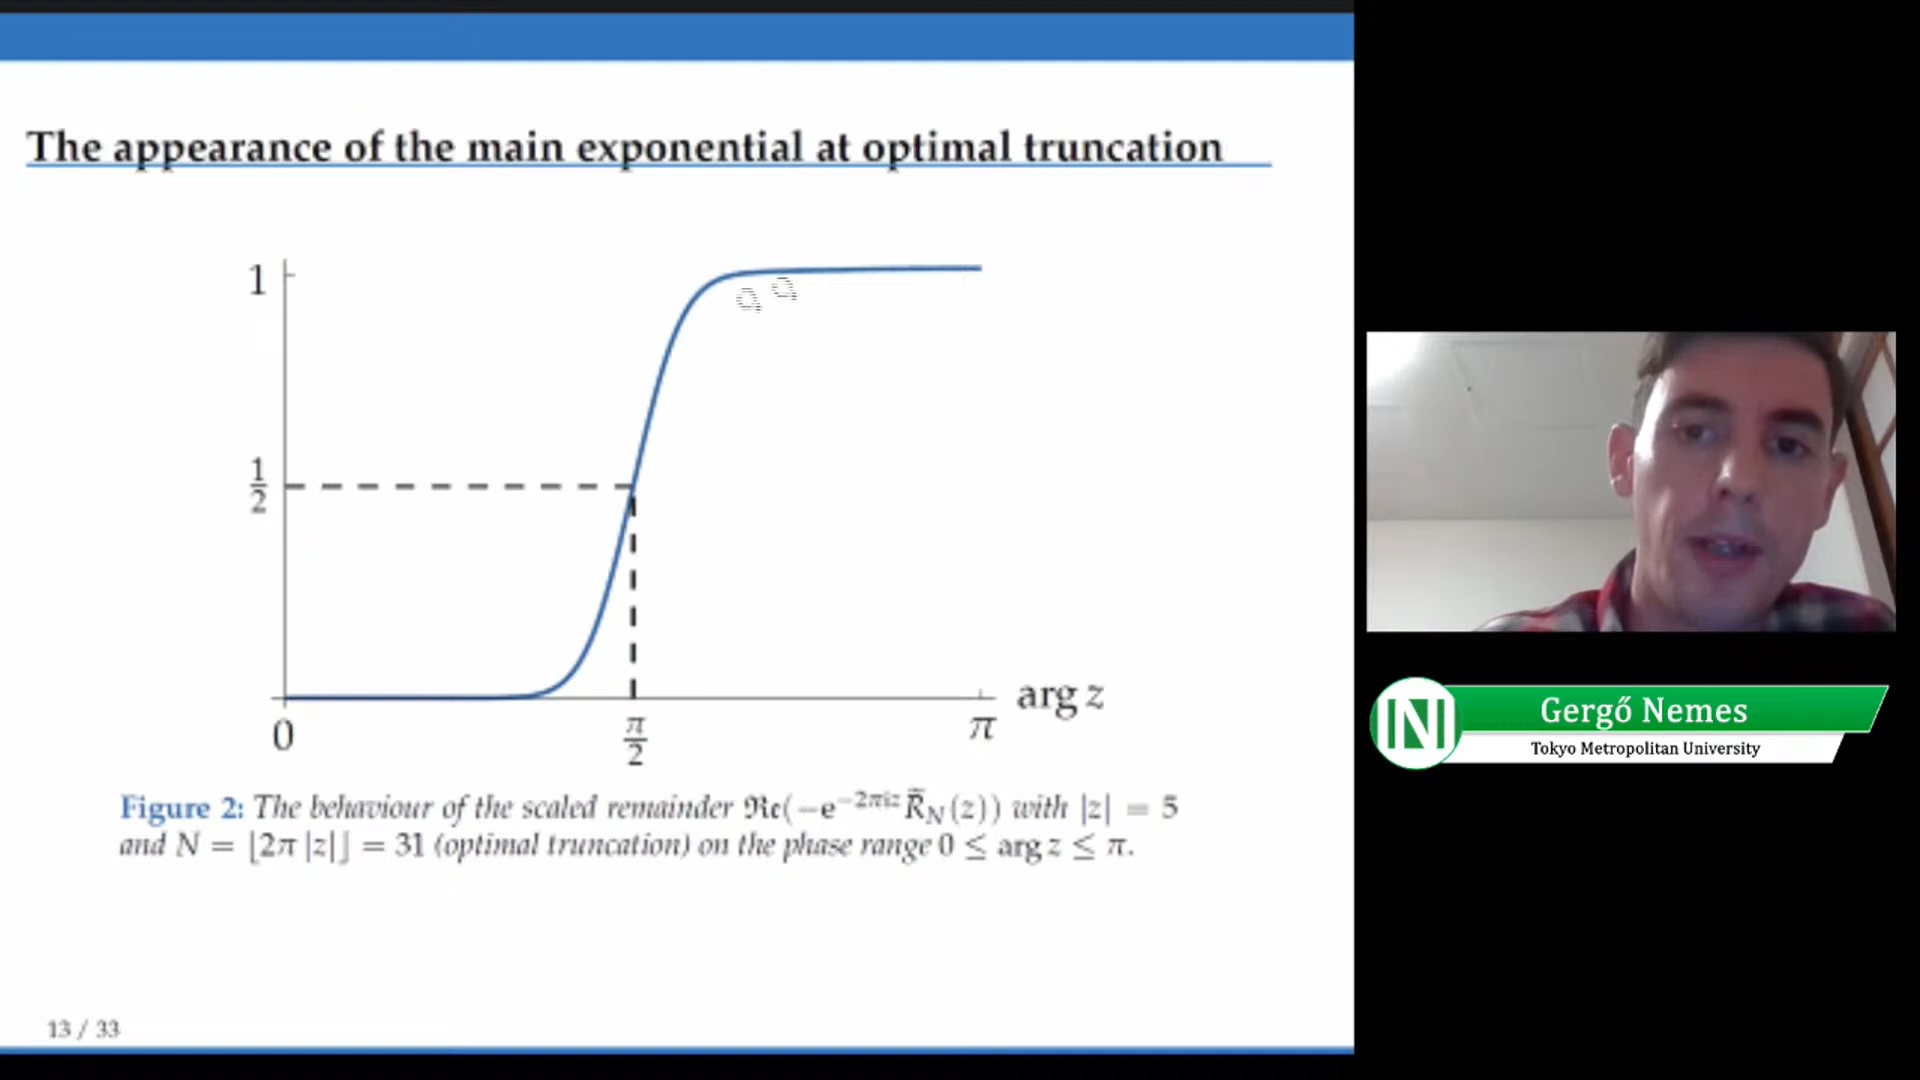 The appearance of the main exponential at optimal truncation
1
1/2
0
π/2
π
arg z
Figure 2: The behaviour of the scaled remainder ℜe(−e^{−2πiz} R̃_N(z)) with |z| = 5
and N = ⌊2π |z|⌋ = 31 (optimal truncation) on the phase range 0 ≤ arg z ≤ π.
13 / 33
Gergő Nemes
Tokyo Metropolitan University